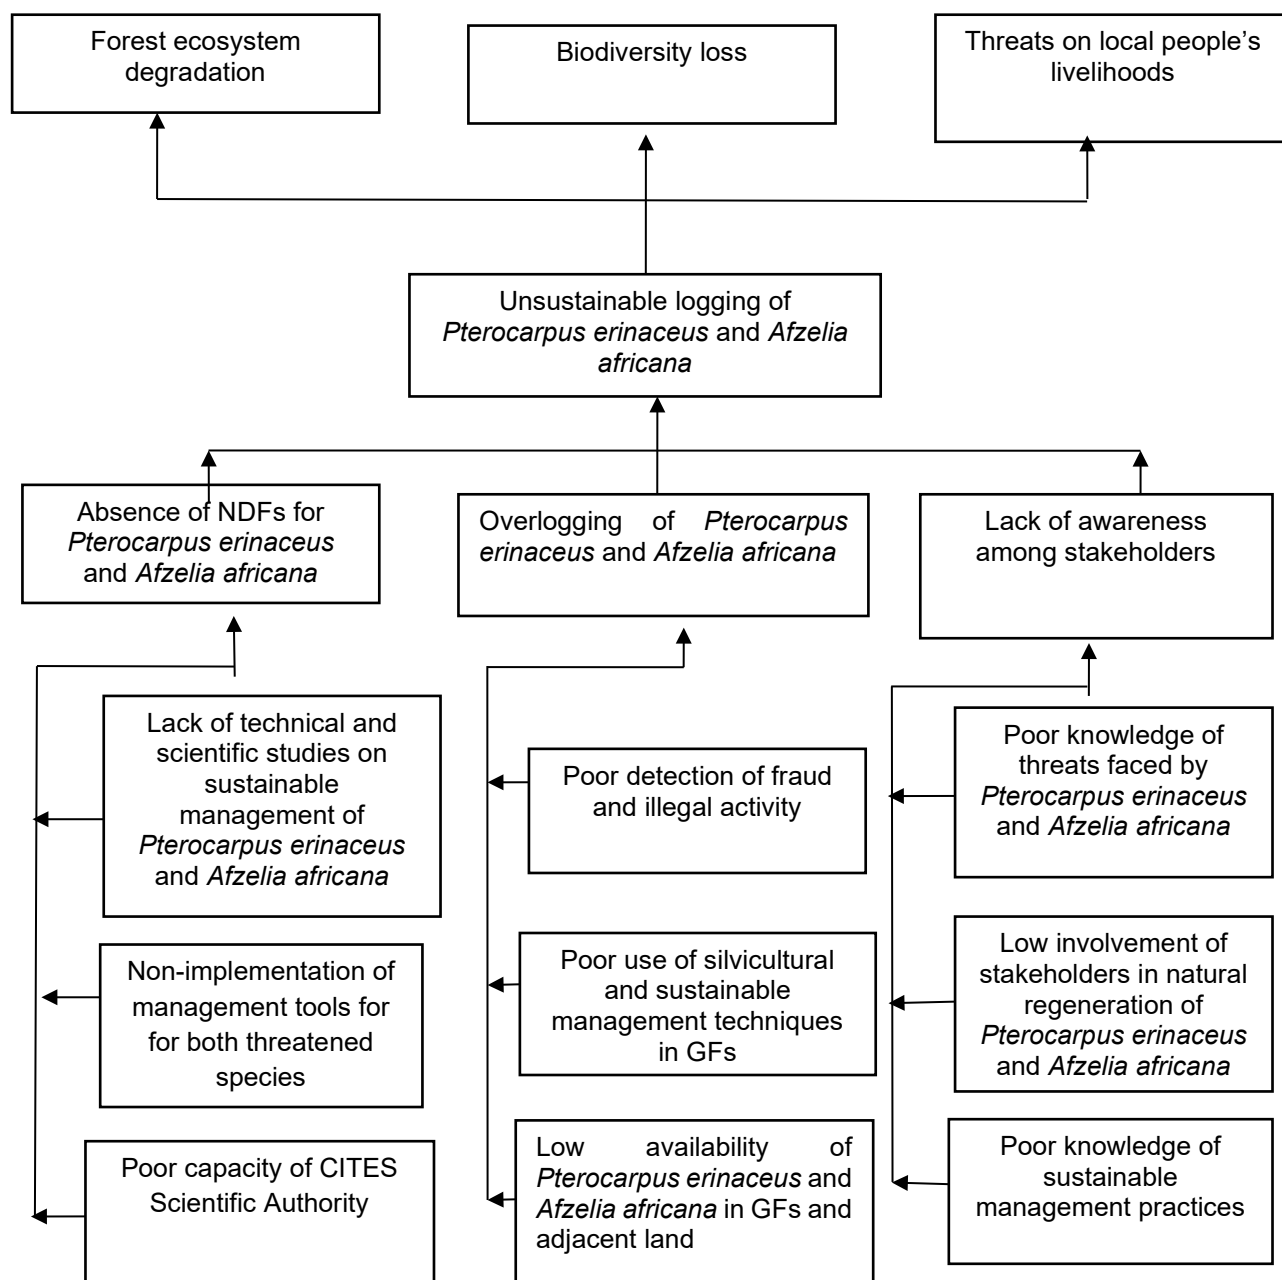 Forest ecosystem
degradation
Biodiversity loss
Threats on local people’s
livelihoods
Unsustainable logging of
Pterocarpus erinaceus and Afzelia
africana
Absence of NDFs for
Pterocarpus erinaceus
and Afzelia africana
Overlogging of Pterocarpus
erinaceus and Afzelia africana
Lack of awareness
among stakeholders
Lack of technical and
scientific studies on
sustainable
management of
Pterocarpus erinaceus
and Afzelia africana
Non-implementation of
management tools for
for both threatened
species
Poor capacity of CITES
Scientific Authority
Poor detection of fraud
and illegal activity
Poor use of silvicultural
and sustainable
management techniques
in GFs
Low availability of
Pterocarpus erinaceus and
Afzelia africana in GFs and
adjacent land
Poor knowledge of
threats faced by
Pterocarpus erinaceus
and Afzelia africana
Low involvement of
stakeholders in natural
regeneration of
Pterocarpus erinaceus
and Afzelia africana
Poor knowledge of
sustainable
management practices